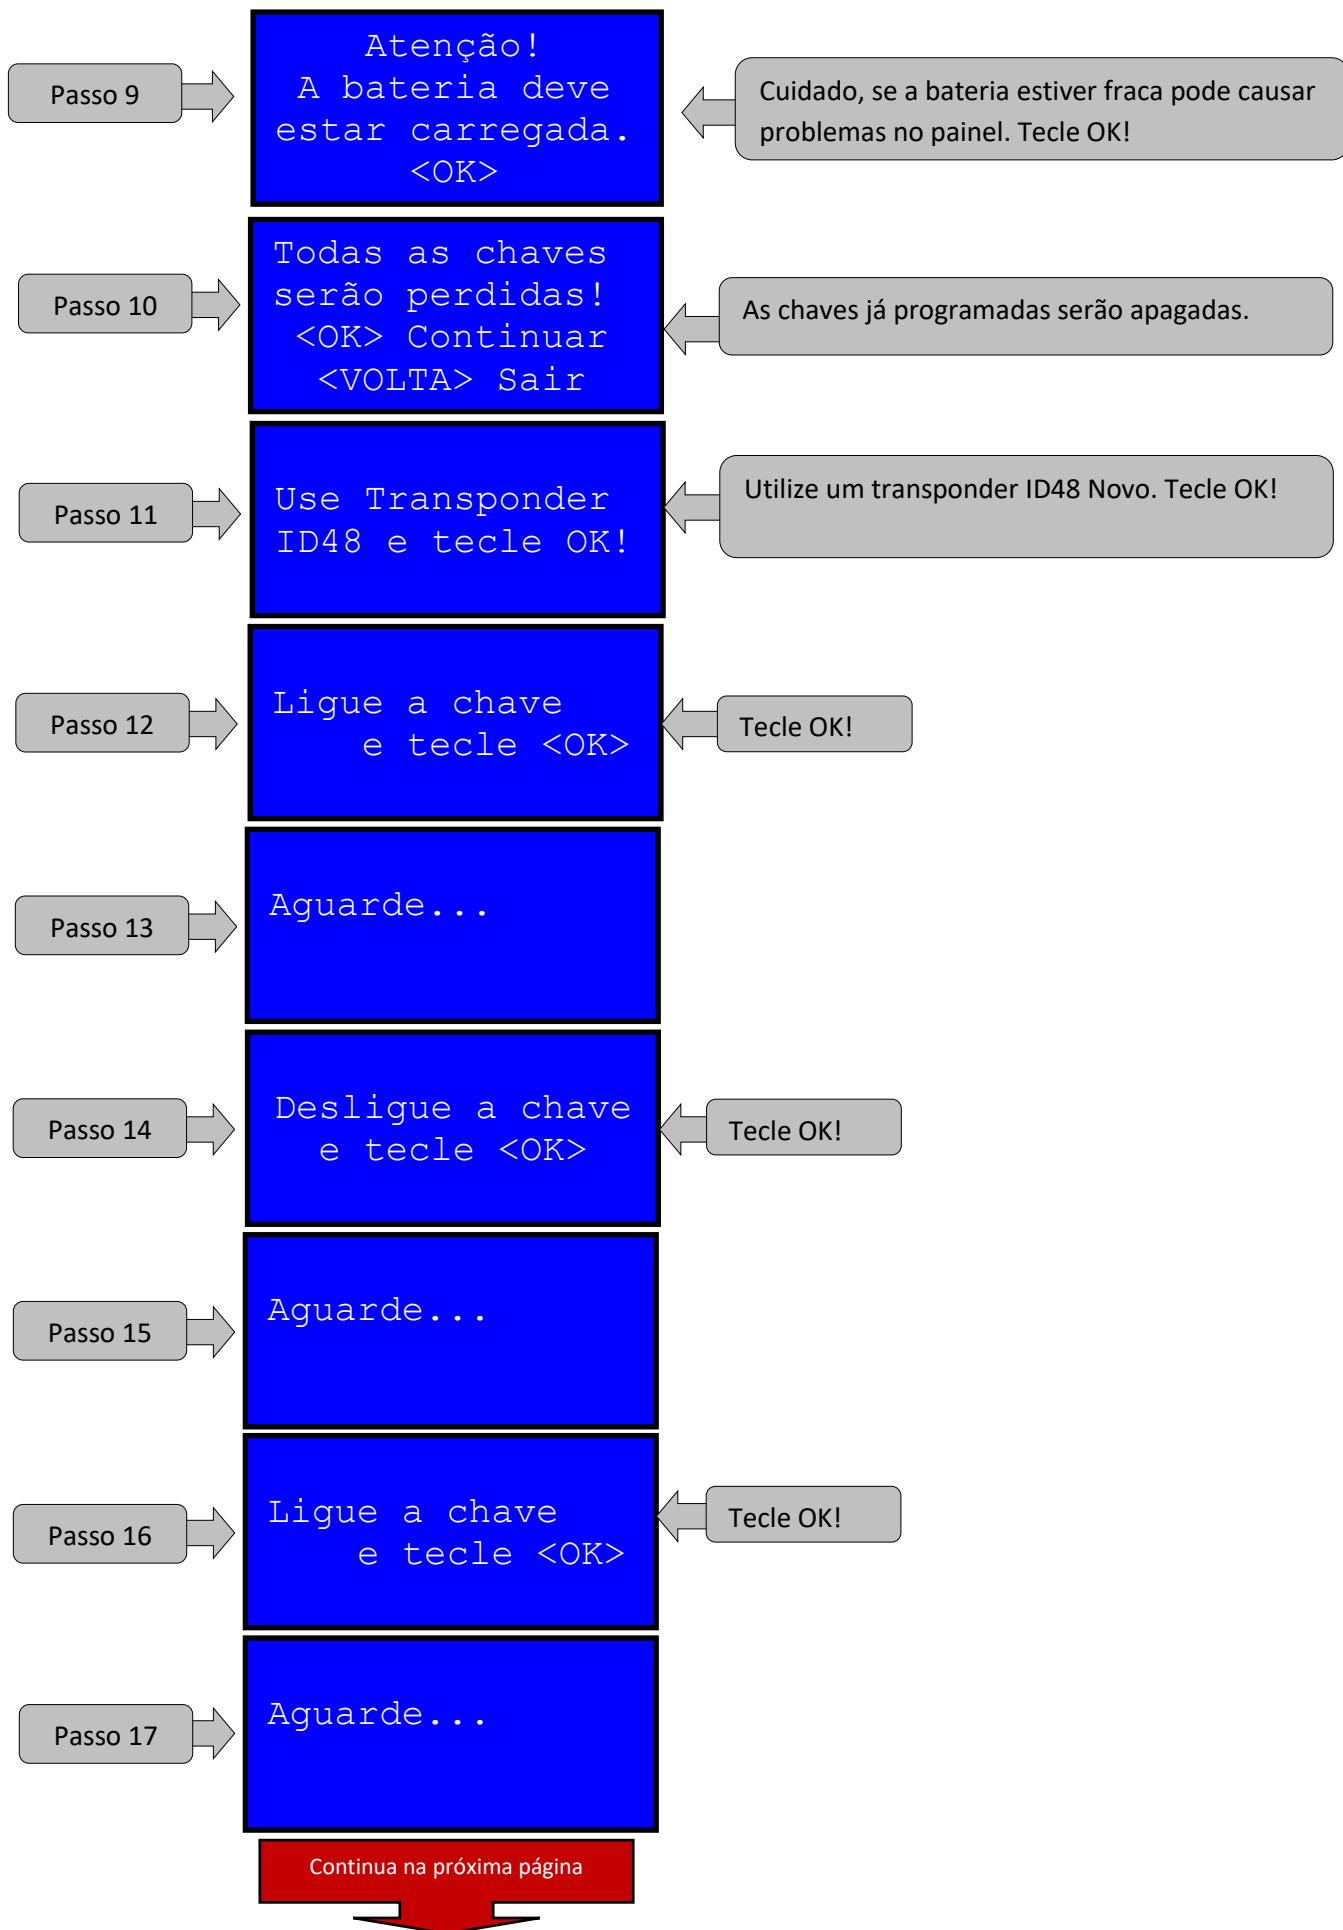 Passo 9
Atenção!
A bateria deve
estar carregada.
<OK>
Cuidado, se a bateria estiver fraca pode causar
problemas no painel. Tecle OK!
Passo 10
Todas as chaves
serão perdidas!
<OK> Continuar
<VOLTA> Sair
As chaves já programadas serão apagadas.
Passo 11
Use Transponder
ID48 e tecle OK!
Utilize um transponder ID48 Novo. Tecle OK!
Passo 12
Ligue a chave
e tecle <OK>
Tecle OK!
Passo 13
Aguarde...
Passo 14
Desligue a chave
e tecle <OK>
Tecle OK!
Passo 15
Aguarde...
Passo 16
Ligue a chave
e tecle <OK>
Tecle OK!
Passo 17
Aguarde...
Continua na próxima página